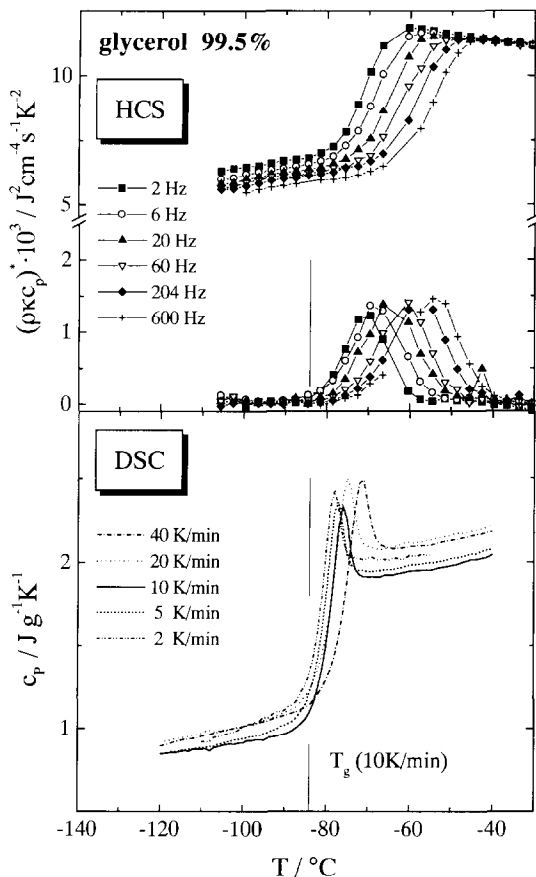 glycerol 99.5%
HCS
2 Hz
6 Hz
20 Hz
60 Hz
204 Hz
600 Hz
(ρκc_p)* ·10³ / J²cm⁻⁴s⁻¹K⁻²
10
5
2
1
0
DSC
40 K/min
20 K/min
10 K/min
5 K/min
2 K/min
c_P / J g⁻¹K⁻¹
2
1
T_g (10K/min)
-140 -120 -100 -80 -60 -40
T / °C